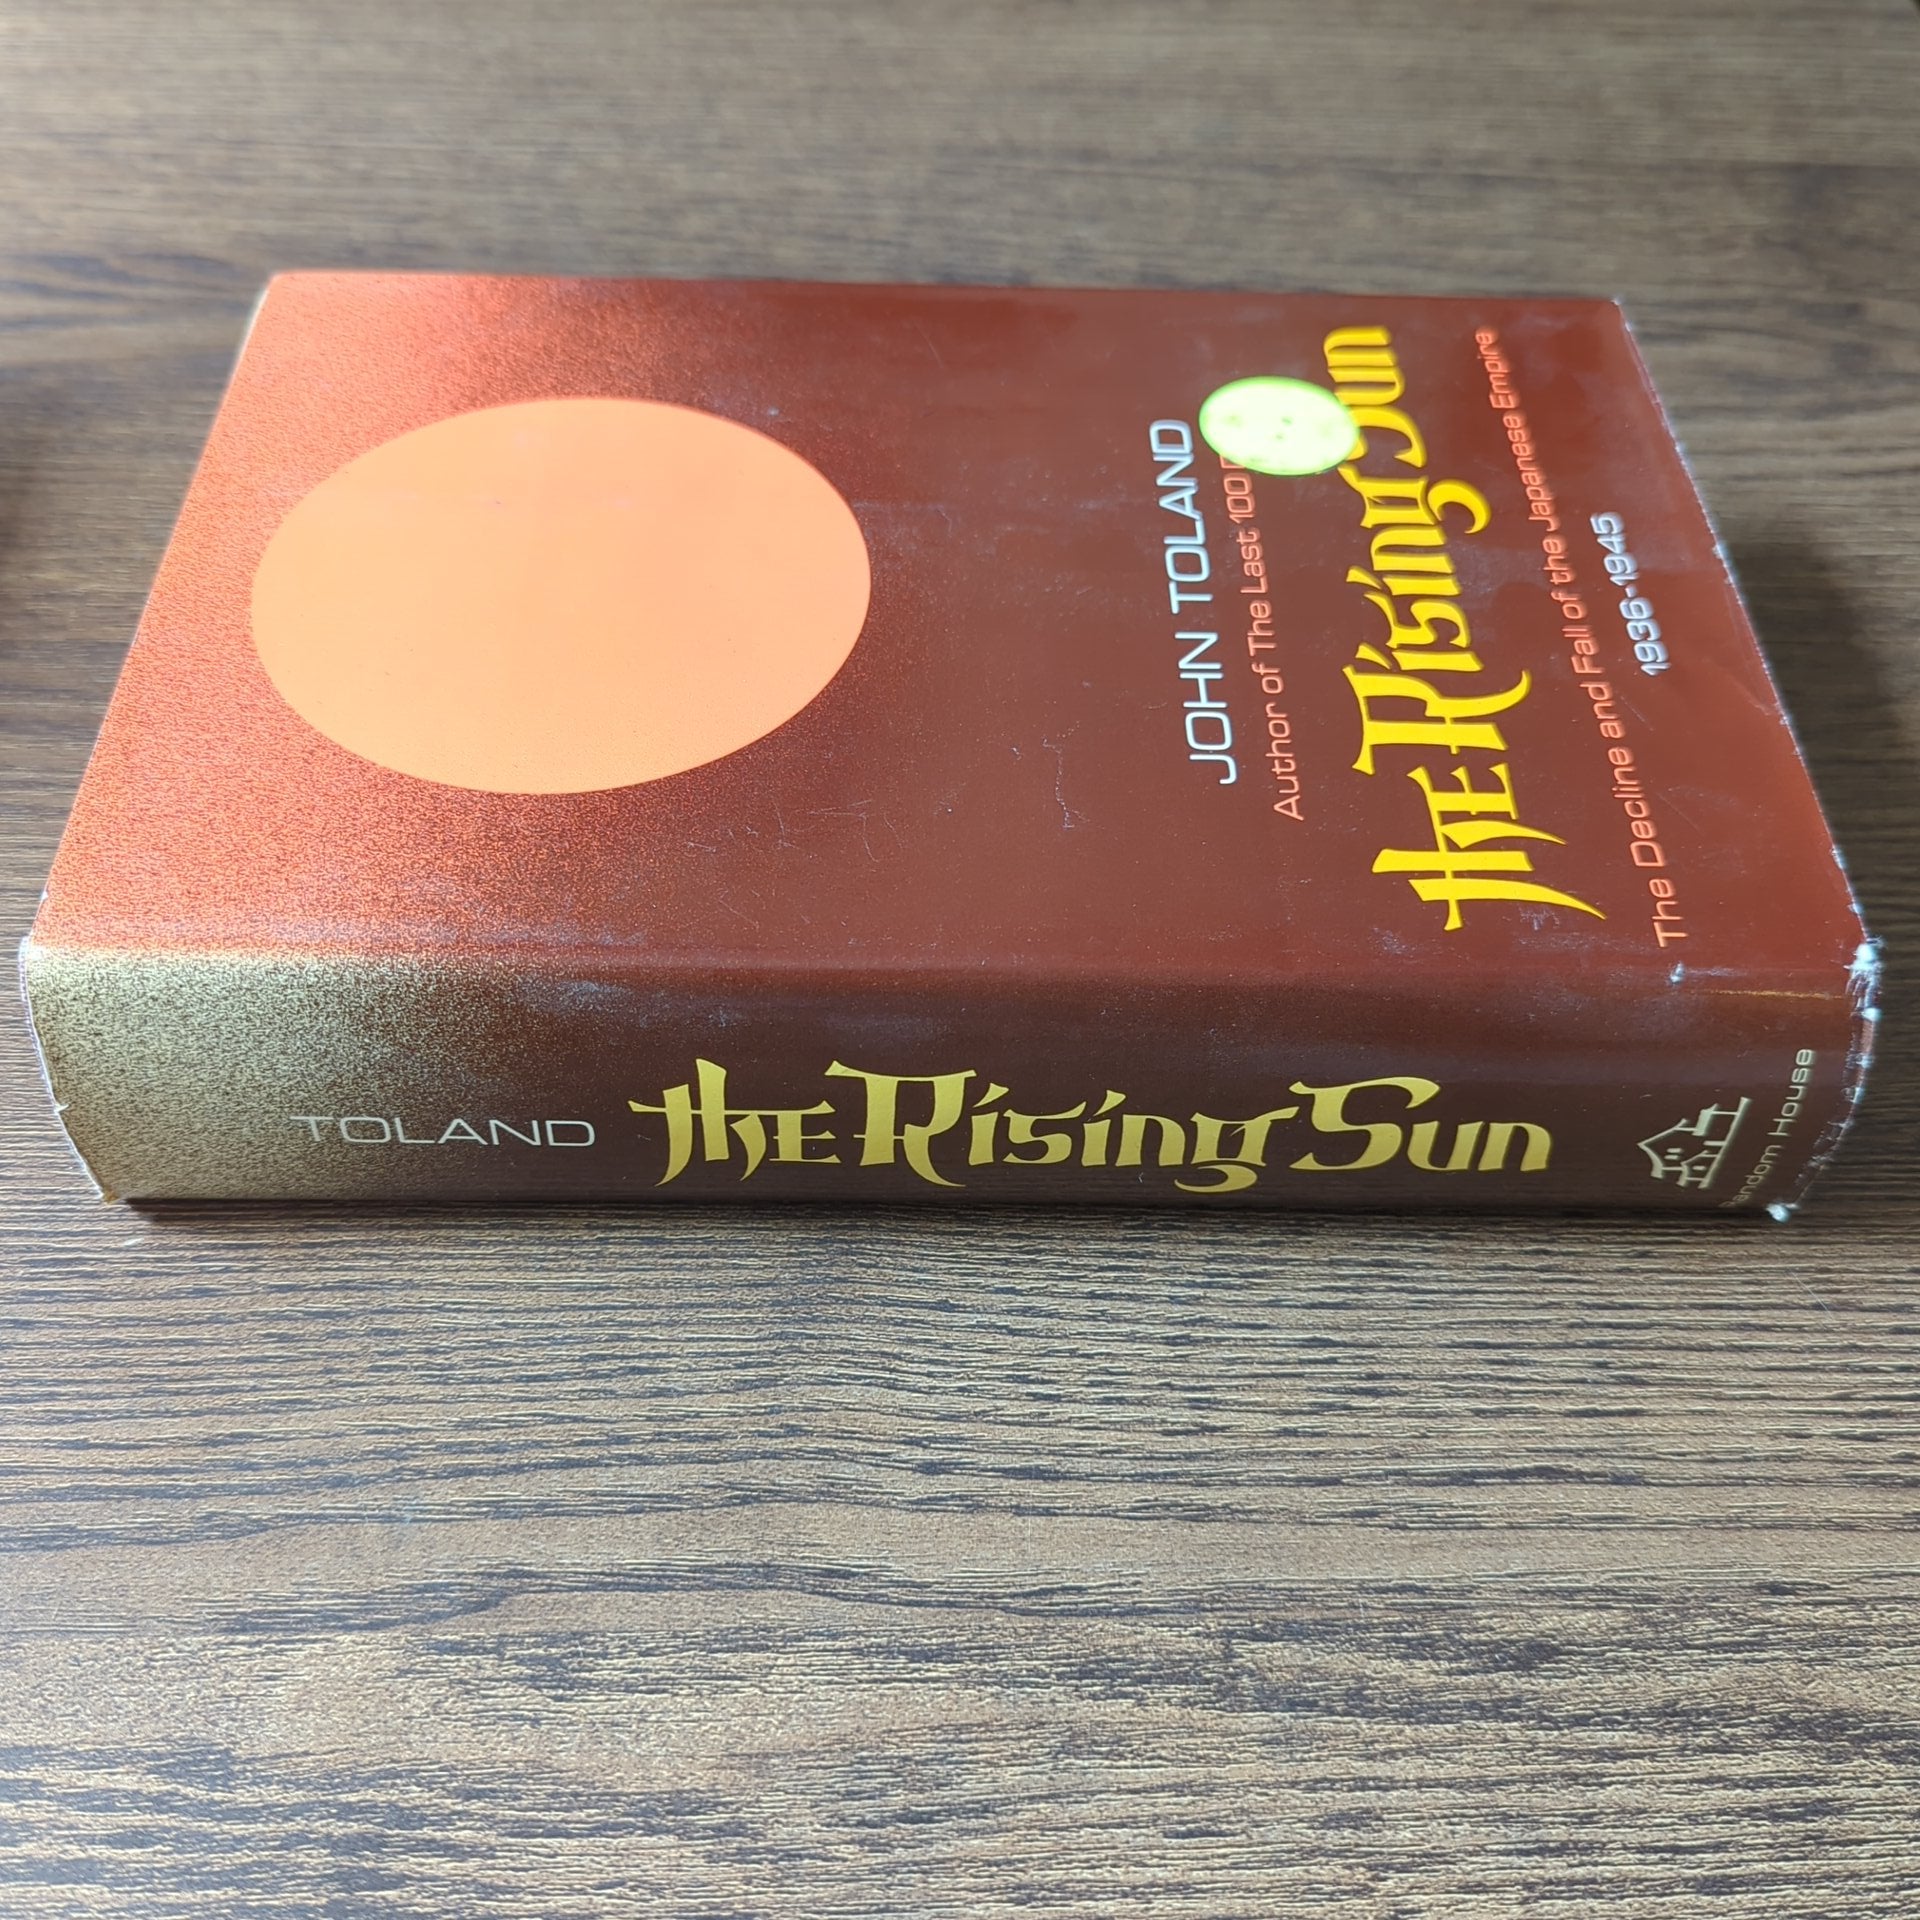 JOHN TOLAND
Author of The Last 100
The Rising Sun
The Decline and Fall of the Japanese Empire
1936-1945
TOLAND
The Rising Sun
Random House